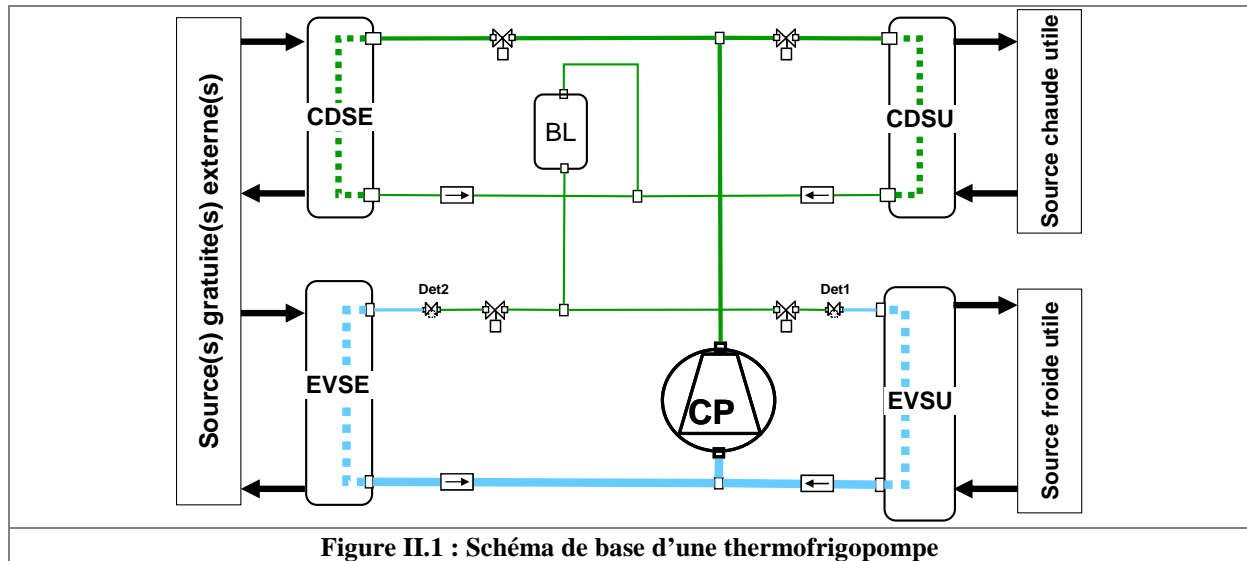 Source(s) gratuite(s) externe(s)
CDSE
BL
CDSU
Source chaude utile
Det2
Det1
EVSE
CP
EVSU
Source froide utile
Figure II.1 : Schéma de base d’une thermofrigopompe